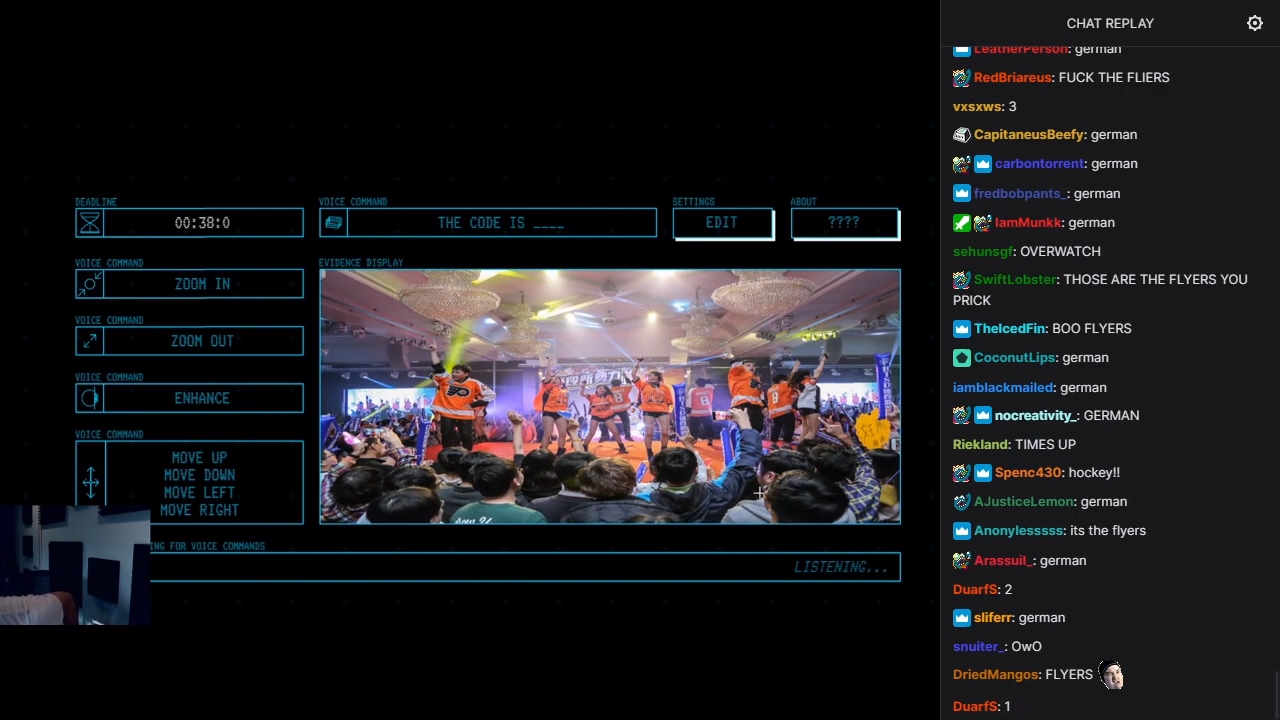 CHAT REPLAY
LeatherPerson: german
RedBriareus: FUCK THE FLIERS
vxsxws: 3
CapitaneusBeefy: german
carbontorrent: german
fredbobpants_: german
IamMunkk: german
sehunsgf: OVERWATCH
SwiftLobster: THOSE ARE THE FLYERS YOU
PRICK
TheIcedFin: BOO FLYERS
CoconutLips: german
iamblackmailed: german
nocreativity_: GERMAN
Riekland: TIMES UP
Spenc430: hockey!!
AJusticeLemon: german
Anonylesssss: its the flyers
Arassuil_: german
DuarfS: 2
sliferr: german
snuiter_: OwO
DriedMangos: FLYERS
DuarfS: 1
DEADLINE
00:38:0
VOICE COMMAND
THE CODE IS ____
SETTINGS
EDIT
ABOUT
????
VOICE COMMAND
ZOOM IN
VOICE COMMAND
ZOOM OUT
VOICE COMMAND
ENHANCE
VOICE COMMAND
MOVE UP
MOVE DOWN
MOVE LEFT
MOVE RIGHT
EVIDENCE DISPLAY
8
8
ING FOR VOICE COMMANDS
LISTENING...